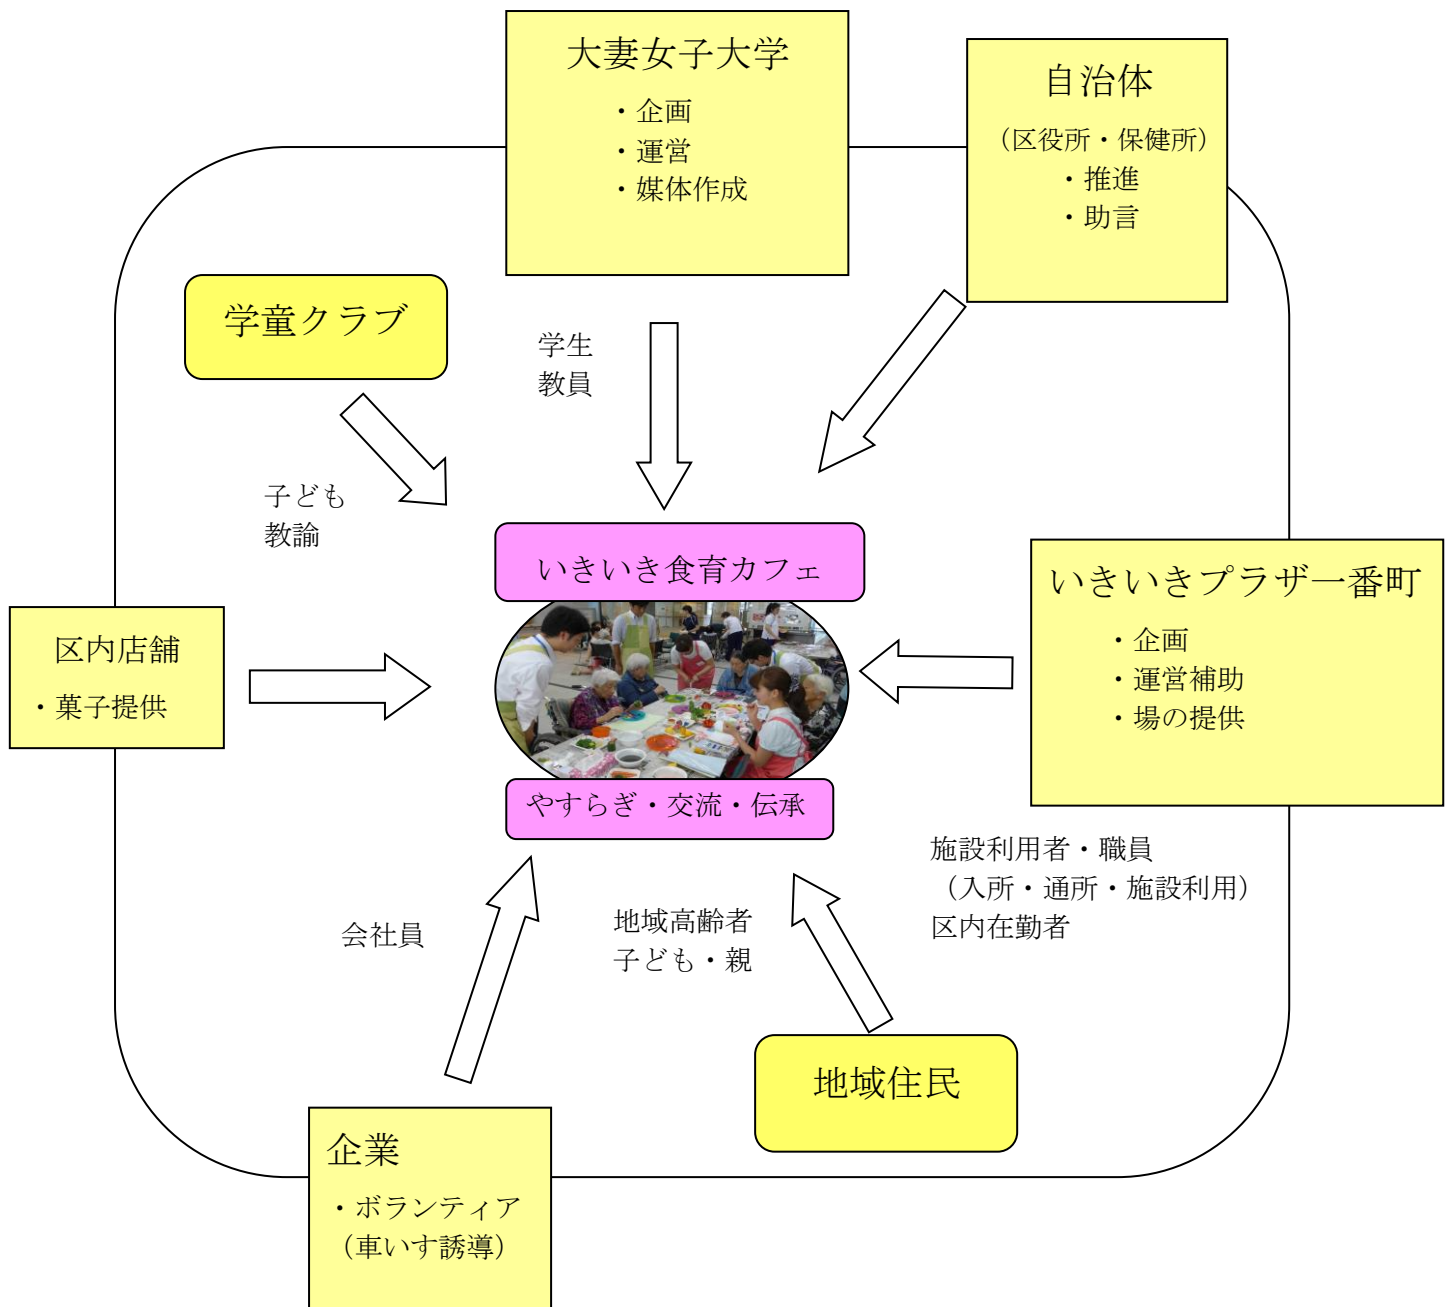 大妻女子大学
・企画
・運営
・媒体作成
自治体
（区役所・保健所）
・推進
・助言
学童クラブ
学生
教員
子ども
教諭
いきいき食育カフェ
いきいきプラザ一番町
・企画
・運営補助
・場の提供
区内店舗
・菓子提供
やすらぎ・交流・伝承
施設利用者・職員
（入所・通所・施設利用）
区内在勤者
会社員
地域高齢者
子ども・親
地域住民
企業
・ボランティア
（車いす誘導）